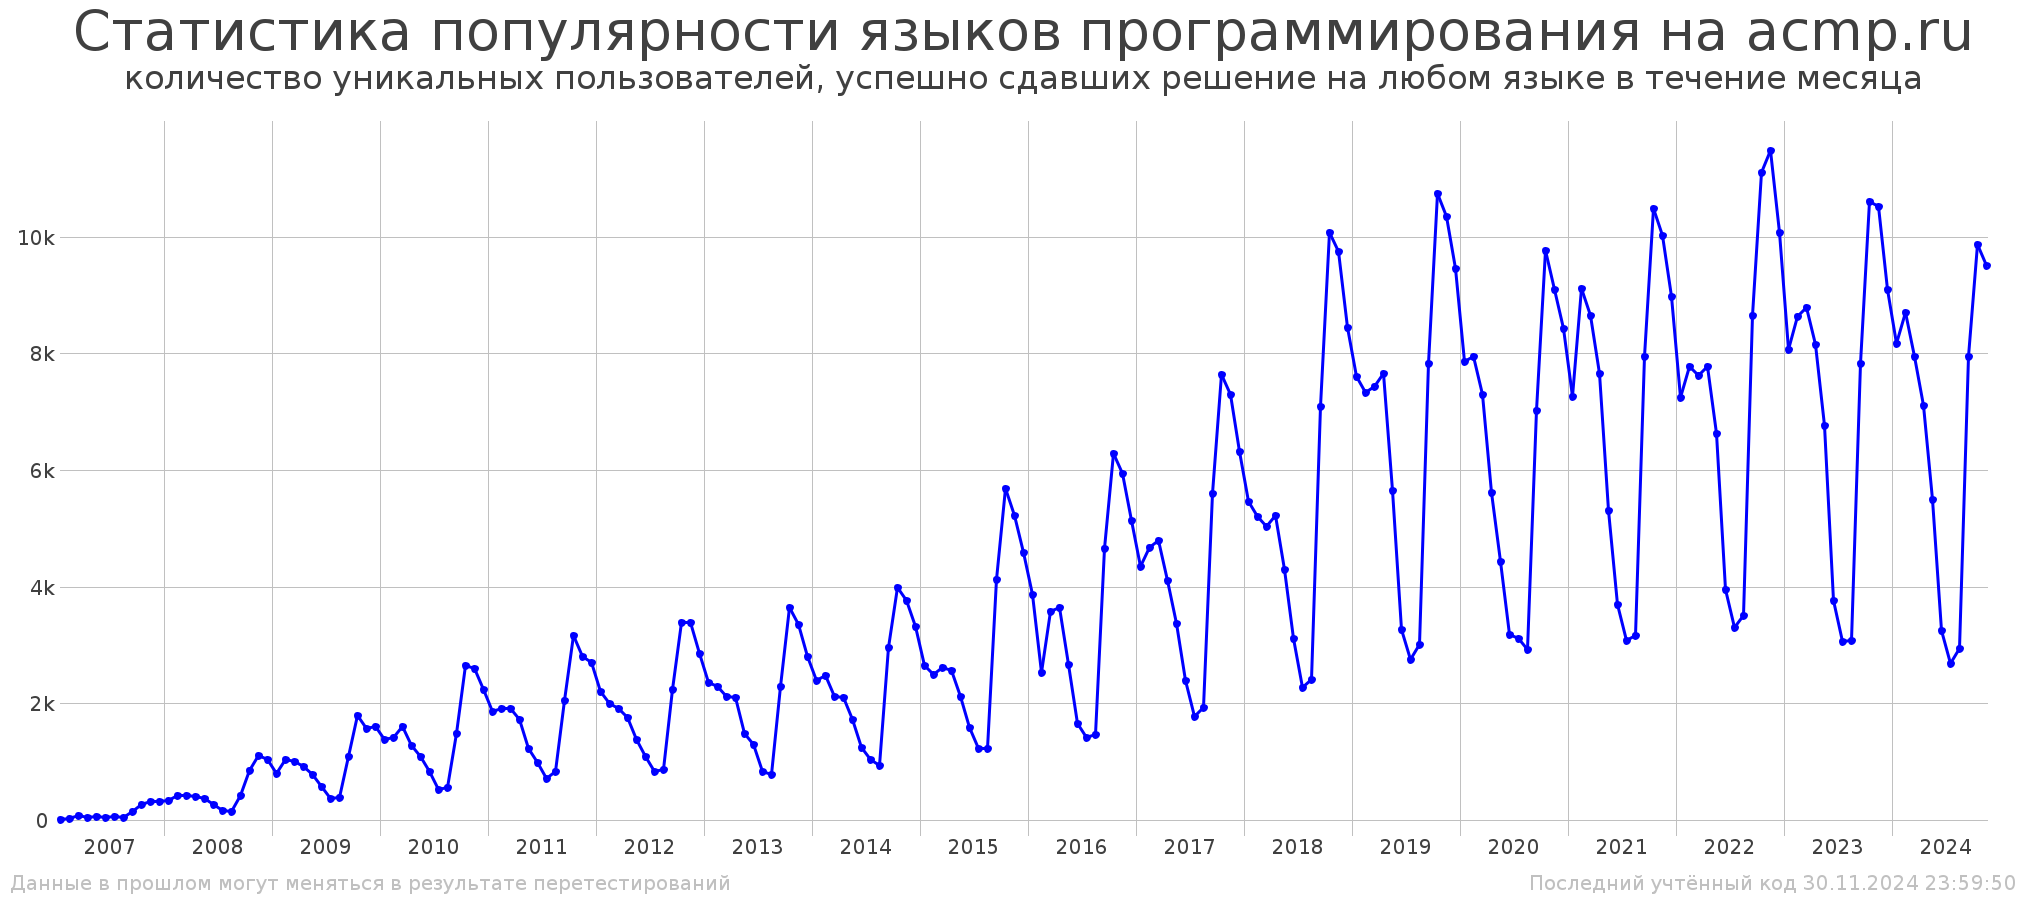 Статистика популярности языков программирования на acmp.ru
количество уникальных пользователей, успешно сдавших решение на любом языке в течение месяца
10k
8k
6k
4k
2k
0
2007 2008 2009 2010 2011 2012 2013 2014 2015 2016 2017 2018 2019 2020 2021 2022 2023 2024
Данные в прошлом могут меняться в результате перетестирований
Последний учтённый код 30.11.2024 23:59:50